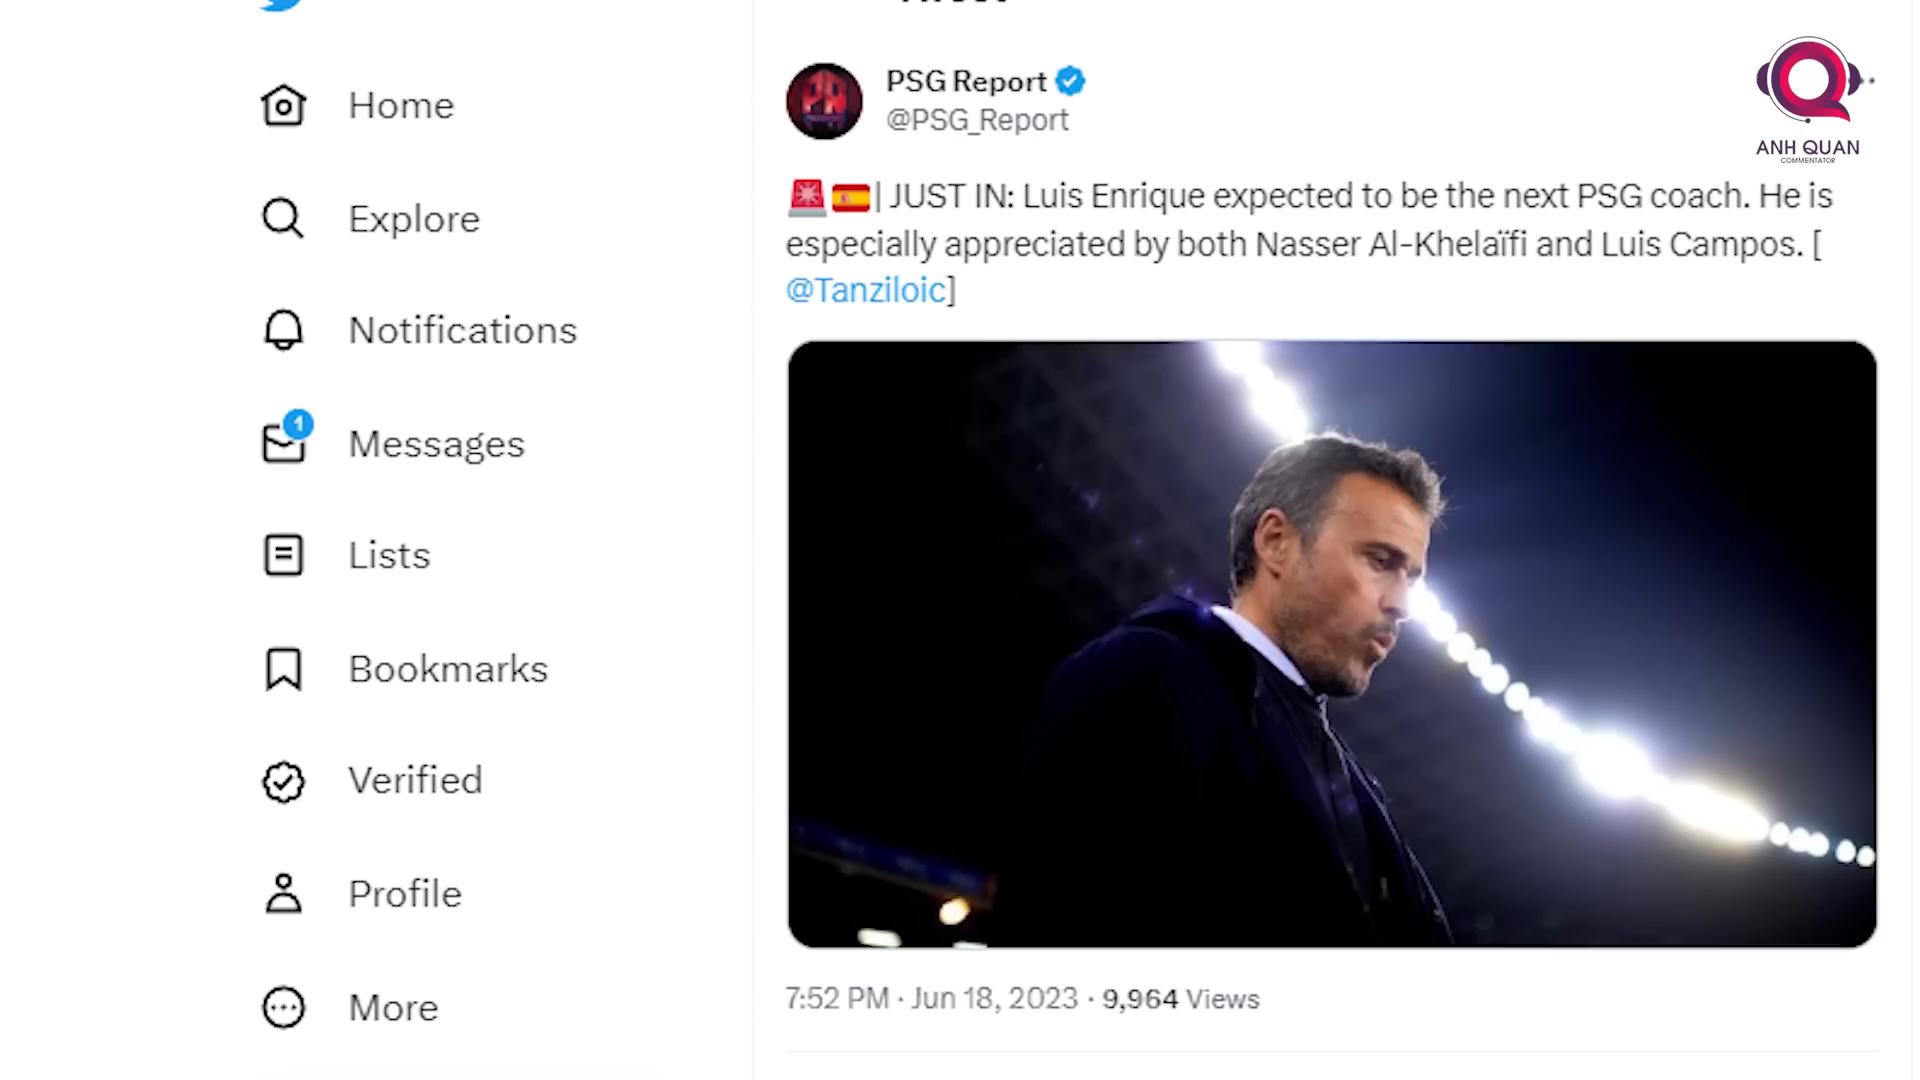 Home
Explore
Notifications
1
Messages
Lists
Bookmarks
Verified
Profile
More
PSG Report
@PSG_Report
🚨🇪🇸| JUST IN: Luis Enrique expected to be the next PSG coach. He is
especially appreciated by both Nasser Al-Khelaïfi and Luis Campos. [
@Tanziloic]
7:52 PM · Jun 18, 2023 · 9,964 Views
ANH QUAN
COMMENTATOR